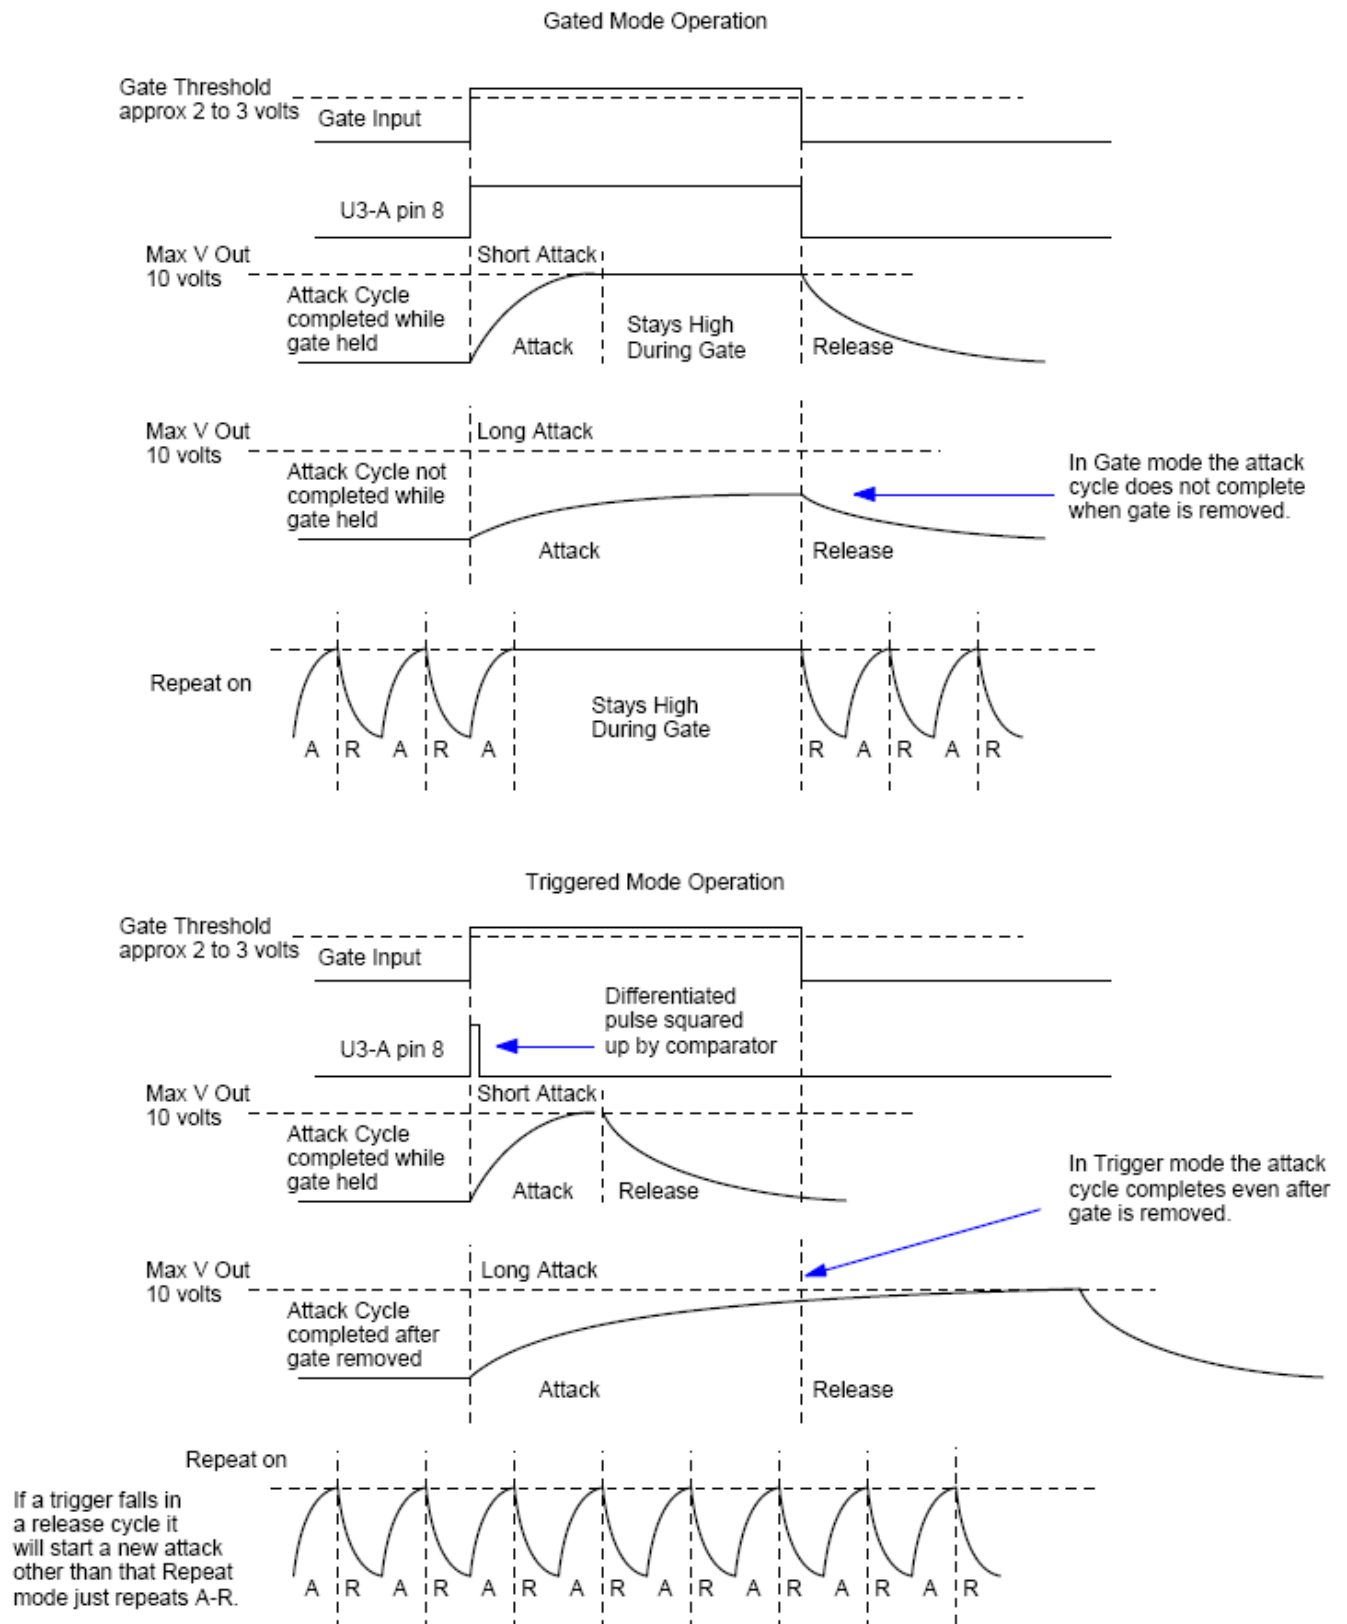 Gated Mode Operation
Gate Threshold
approx 2 to 3 volts
Gate Input
U3-A pin 8
Max V Out
10 volts
Short Attack
Attack Cycle
completed while
gate held
Attack
Stays High
During Gate
Release
Max V Out
10 volts
Long Attack
Attack Cycle not
completed while
gate held
Attack
Release
In Gate mode the attack
cycle does not complete
when gate is removed.
Repeat on
Stays High
During Gate
A R A R A R A R A R
Triggered Mode Operation
Gate Threshold
approx 2 to 3 volts
Gate Input
Differentiated
pulse squared
up by comparator
U3-A pin 8
Max V Out
10 volts
Short Attack
Attack Cycle
completed while
gate held
Attack
Release
In Trigger mode the attack
cycle completes even after
gate is removed.
Max V Out
10 volts
Long Attack
Attack Cycle
completed after
gate removed
Attack
Release
Repeat on
If a trigger falls in
a release cycle it
will start a new attack
other than that Repeat
mode just repeats A-R.
A R A R A R A R A R A R A R A R